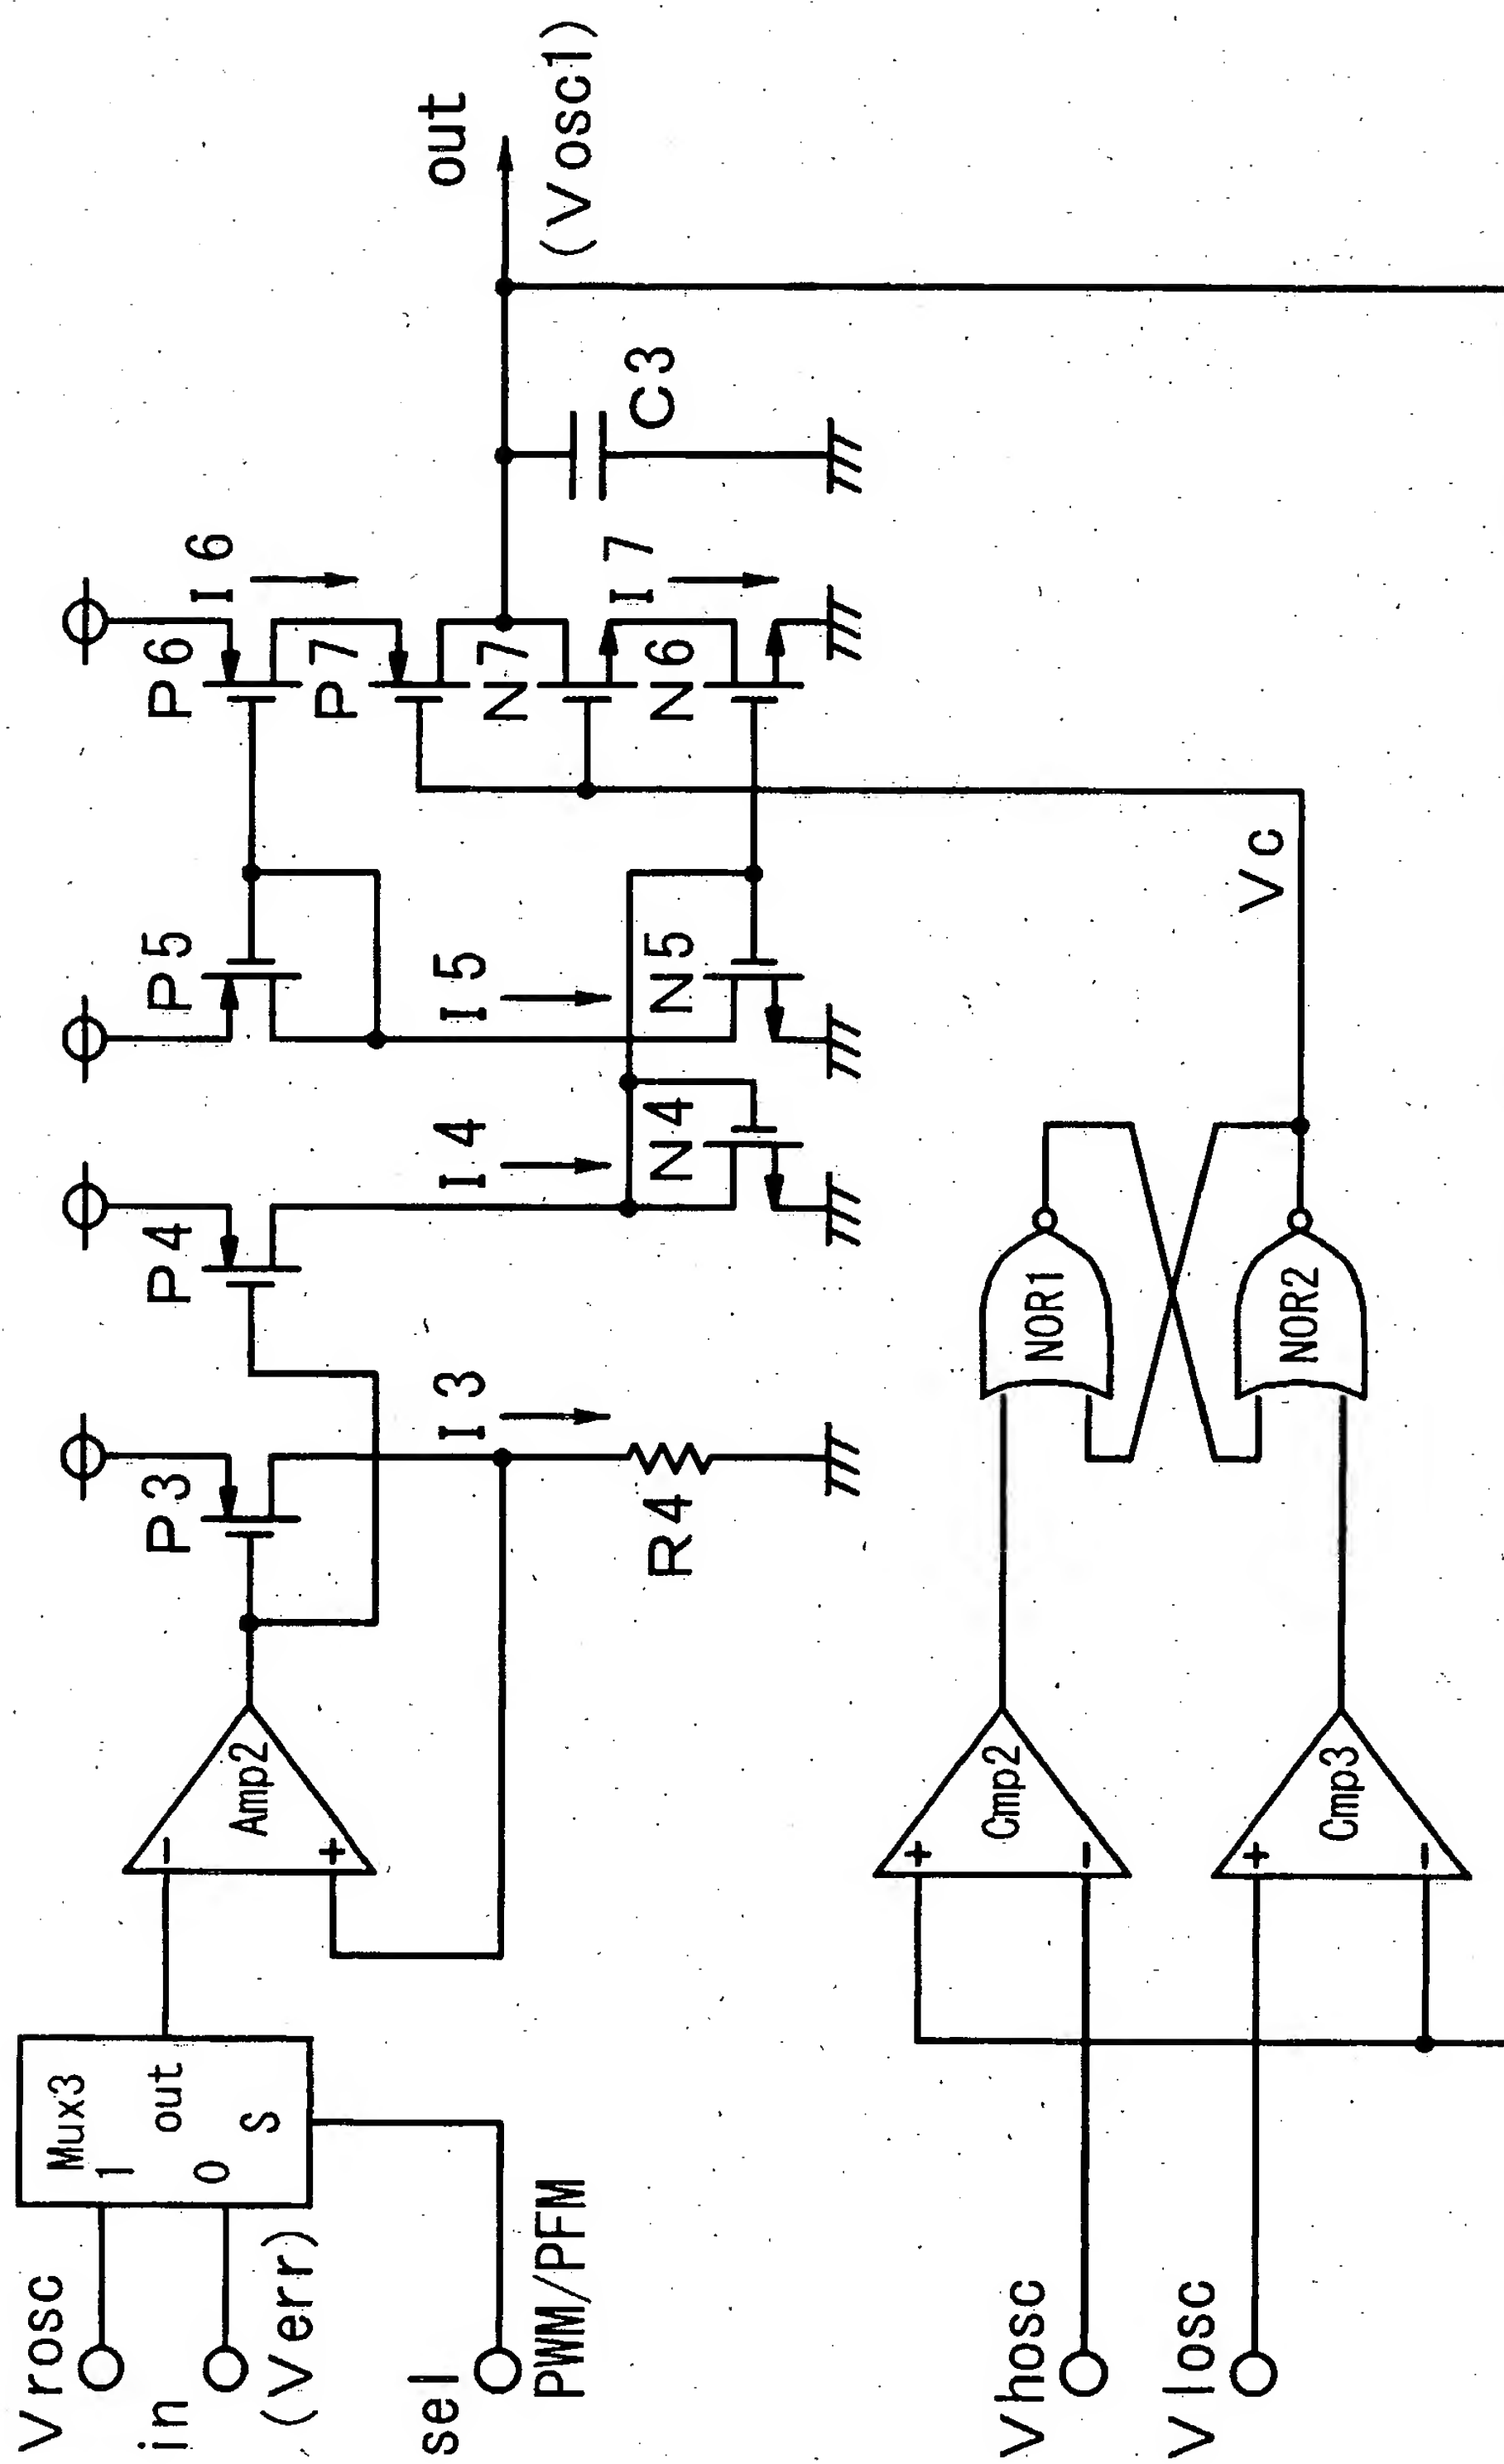 Vrosc
in
(Verr)
sel
PWM/PFM
Mux3
1
0
out
S
Amp2
-
+
P3
I3
R4
P4
I4
N4
P5
I5
N5
P6
I6
P7
N7
I7
N6
C3
out
(Vosc1)
Vhosc
Vlosc
Cmp2
+
-
Cmp3
+
-
NOR1
NOR2
Vc